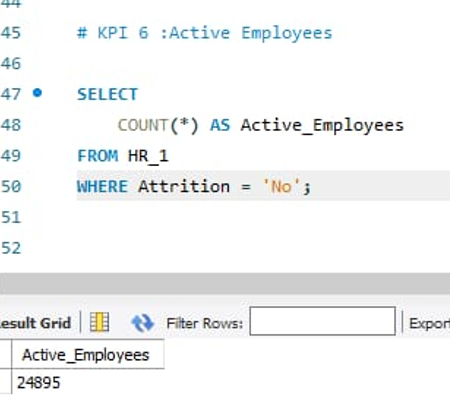 44
45 # KPI 6 :Active Employees
46
47 SELECT
48 COUNT(*) AS Active_Employees
49 FROM HR_1
50 WHERE Attrition = 'No';
51
52
esult Grid Filter Rows: Export
Active_Employees
24895